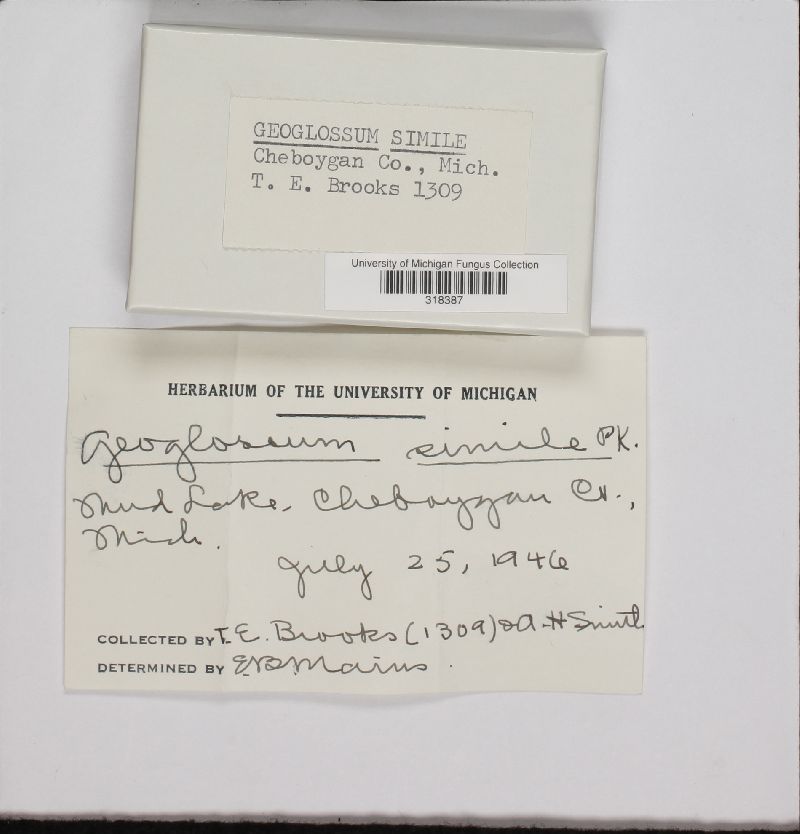 GEOGLOSSUM SIMILE
Cheboygan Co., Mich.
T. E. Brooks 1309
University of Michigan Fungus Collection
318387
HERBARIUM OF THE UNIVERSITY OF MICHIGAN
Geoglossum simile PK.
Mud Lake, Cheboygan Co.,
Mich.
July 25, 1946
COLLECTED BY T. E. Brooks (1309) & A. H Smith
DETERMINED BY E B Mains.